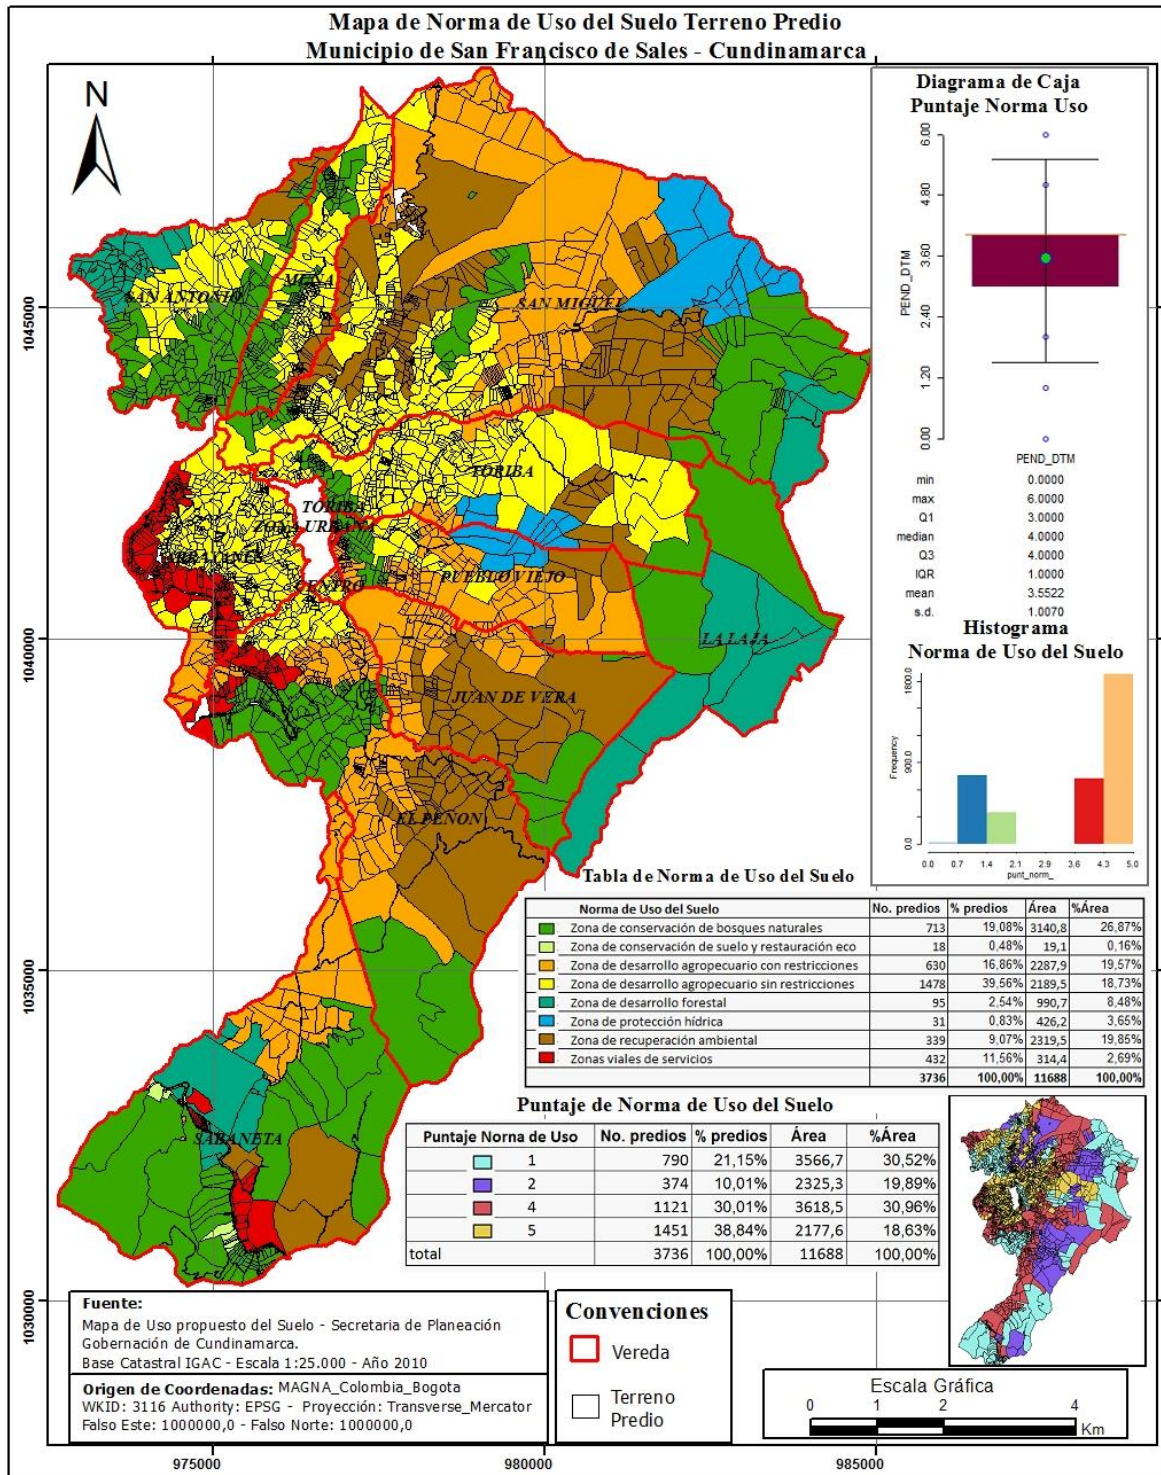 Mapa de Norma de Uso del Suelo Terreno Predio
Municipio de San Francisco de Sales - Cundinamarca
N
Diagrama de Caja
Puntaje Norma Uso
6.00
4.80
3.60
2.40
1.20
0.00
PEND_DTM
PEND_DTM
min 0.0000
max 6.0000
Q1 3.0000
median 4.0000
Q3 4.0000
IQR 1.0000
mean 3.5522
s.d. 1.0070
Histograma
Norma de Uso del Suelo
1800.0
900.0
0.0
Frequency
0.0 0.7 1.4 2.1 2.9 3.6 4.3 5.0
punt_norm_
SAN ANTONIO
MUÑA
SAN MIGUEL
TORIBA
TORIBA
ZONA URBANA
ARRAYANES
CENTRO
PUEBLO VIEJO
LA LAJA
JUAN DE VERA
EL PEÑON
SABANETA
1045000
1040000
1035000
1030000
975000 980000 985000
Tabla de Norma de Uso del Suelo
Norma de Uso del Suelo No. predios % predios Área %Área
Zona de conservación de bosques naturales 713 19,08% 3140,8 26,87%
Zona de conservación de suelo y restauración eco 18 0,48% 19,1 0,16%
Zona de desarrollo agropecuario con restricciones 630 16,86% 2287,9 19,57%
Zona de desarrollo agropecuario sin restricciones 1478 39,56% 2189,5 18,73%
Zona de desarrollo forestal 95 2,54% 990,7 8,48%
Zona de protección hídrica 31 0,83% 426,2 3,65%
Zona de recuperación ambiental 339 9,07% 2319,5 19,85%
Zonas viales de servicios 432 11,56% 314,4 2,69%
3736 100,00% 11688 100,00%
Puntaje de Norma de Uso del Suelo
Puntaje Norna de Uso No. predios % predios Área %Área
1 790 21,15% 3566,7 30,52%
2 374 10,01% 2325,3 19,89%
4 1121 30,01% 3618,5 30,96%
5 1451 38,84% 2177,6 18,63%
total 3736 100,00% 11688 100,00%
Fuente:
Mapa de Uso propuesto del Suelo - Secretaria de Planeación
Gobernación de Cundinamarca.
Base Catastral IGAC - Escala 1:25.000 - Año 2010
Origen de Coordenadas: MAGNA_Colombia_Bogota
WKID: 3116 Authority: EPSG - Proyección: Transverse_Mercator
Falso Este: 1000000,0 - Falso Norte: 1000000,0
Convenciones
Vereda
Terreno
Predio
Escala Gráfica
0 1 2 4
Km
975000 980000 985000